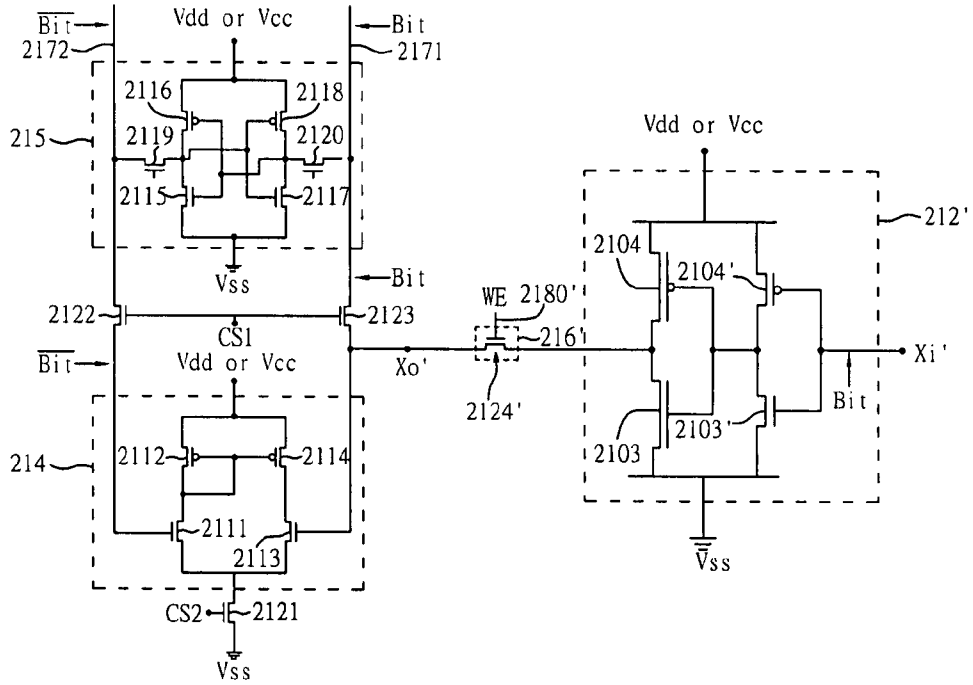 B̅i̅t̅
Vdd or Vcc
Bit
2172
2171
2116
2118
215
2119
2120
2115
2117
Vss
Bit
2122
2123
CS1
B̅i̅t̅
Vdd or Vcc
Xo'
WE
2180'
216'
2124'
214
2112
2114
2111
2113
CS2
2121
Vss
Vdd or Vcc
212'
2104
2104'
Xi'
Bit
2103
2103'
Vss